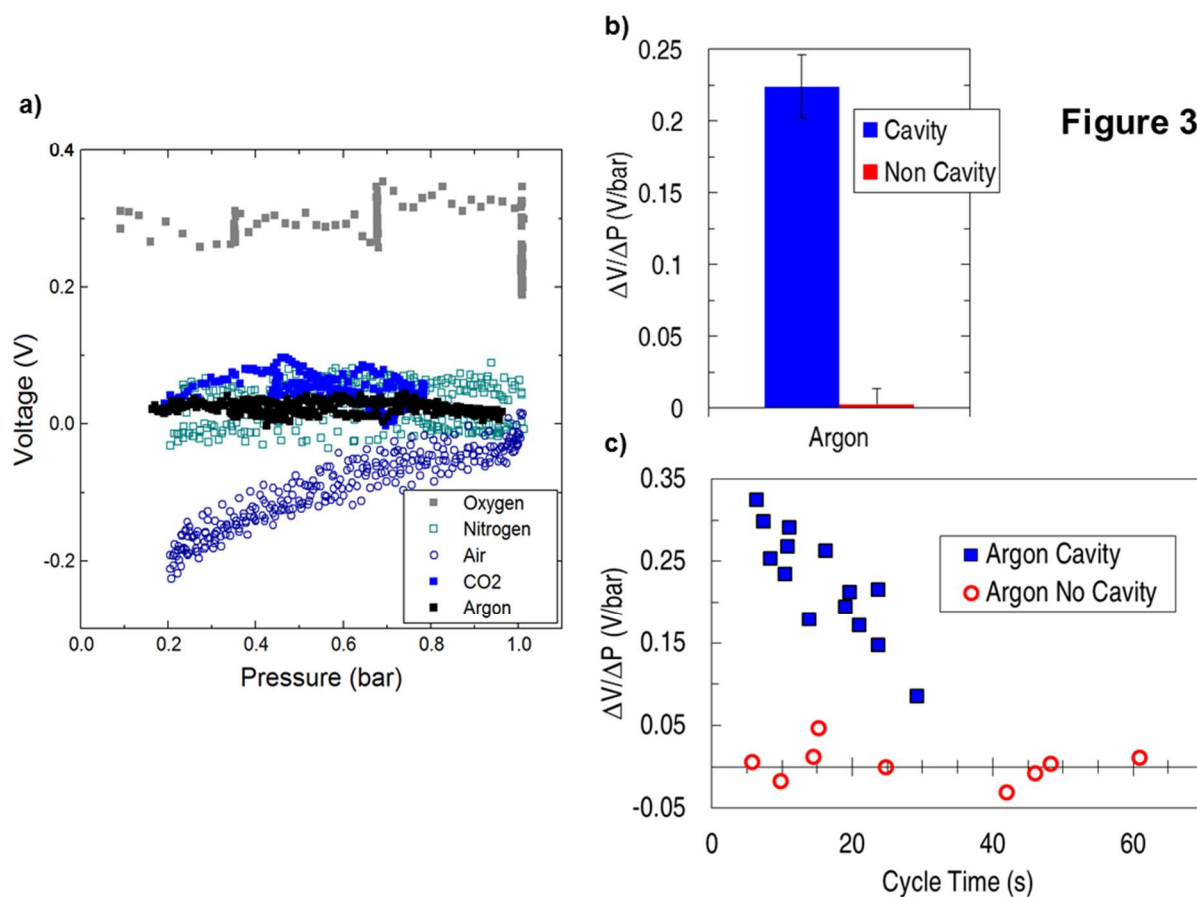 b)
a)
Figure 3
0.4
0.2
0.0
-0.2
Voltage (V)
Oxygen
Nitrogen
Air
CO2
Argon
0.0 0.2 0.4 0.6 0.8 1.0
Pressure (bar)
0.25
0.2
0.15
0.1
0.05
0
ΔV/ΔP (V/bar)
Cavity
Non Cavity
Argon
c)
0.35
0.25
0.15
0.05
-0.05
ΔV/ΔP (V/bar)
Argon Cavity
Argon No Cavity
0 20 40 60
Cycle Time (s)